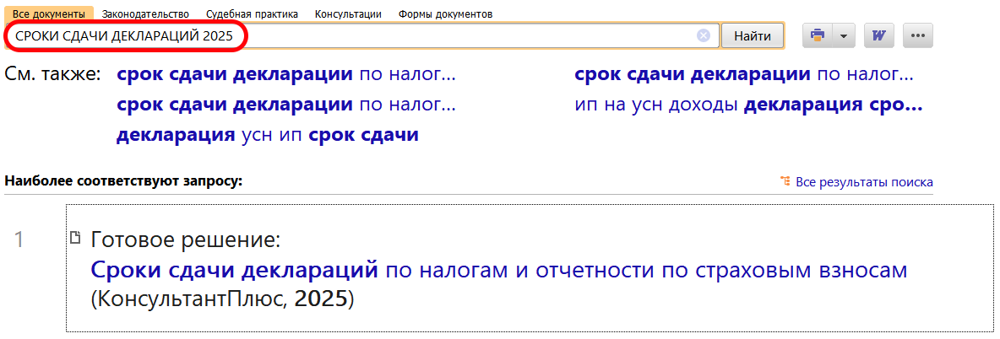 Все документы Законодательство Судебная практика Консультации Формы документов
СРОКИ СДАЧИ ДЕКЛАРАЦИЙ 2025 Найти W
См. также: срок сдачи декларации по налог... срок сдачи декларации по налог...
срок сдачи декларации по налог... ип на усн доходы декларация сро...
декларация усн ип срок сдачи
Наиболее соответствуют запросу: Все результаты поиска
1 Готовое решение:
Сроки сдачи деклараций по налогам и отчетности по страховым взносам
(КонсультантПлюс, 2025)